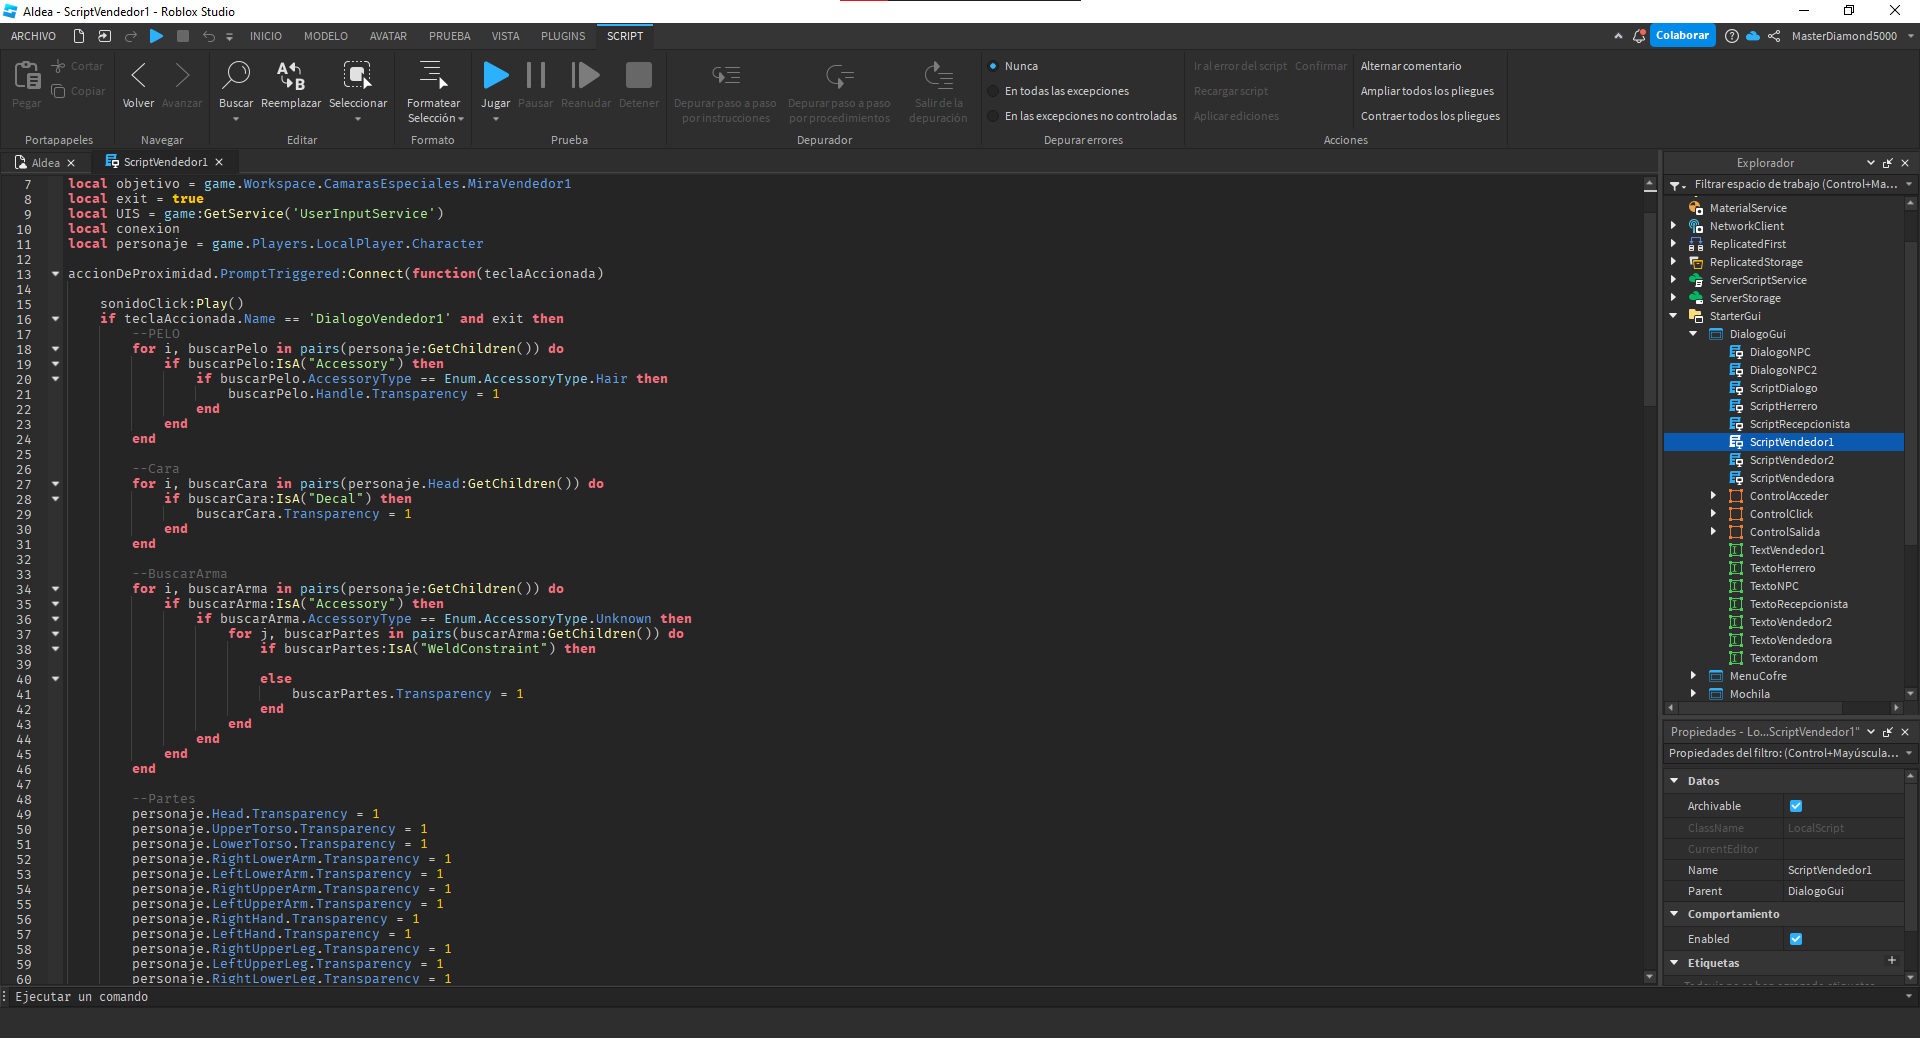 Aldea - ScriptVendedor1 - Roblox Studio
ARCHIVO INICIO MODELO AVATAR PRUEBA VISTA PLUGINS SCRIPT Colaborar MasterDiamond5000
Pegar Cortar Copiar
Portapapeles
Volver Avanzar
Navegar
Buscar Reemplazar Seleccionar
Editar
Formatear Selección
Formato
Jugar Pausar Reanudar Detener
Prueba
Depurar paso a paso por instrucciones
Depurar paso a paso por procedimientos
Salir de la depuración
Depurador
Nunca
En todas las excepciones
En las excepciones no controladas
Depurar errores
Ir al error del script Confirmar
Recargar script
Aplicar ediciones
Alternar comentario
Ampliar todos los pliegues
Contraer todos los pliegues
Acciones
Aldea ScriptVendedor1
7 local objetivo = game.Workspace.CamarasEspeciales.MiraVendedor1
8 local exit = true
9 local UIS = game:GetService('UserInputService')
10 local conexion
11 local personaje = game.Players.LocalPlayer.Character
12
13 accionDeProximidad.PromptTriggered:Connect(function(teclaAccionada)
14
15 sonidoClick:Play()
16 if teclaAccionada.Name == 'DialogoVendedor1' and exit then
17 --PELO
18 for i, buscarPelo in pairs(personaje:GetChildren()) do
19 if buscarPelo:IsA("Accessory") then
20 if buscarPelo.AccessoryType == Enum.AccessoryType.Hair then
21 buscarPelo.Handle.Transparency = 1
22 end
23 end
24 end
25
26 --Cara
27 for i, buscarCara in pairs(personaje.Head:GetChildren()) do
28 if buscarCara:IsA("Decal") then
29 buscarCara.Transparency = 1
30 end
31 end
32
33 --BuscarArma
34 for i, buscarArma in pairs(personaje:GetChildren()) do
35 if buscarArma:IsA("Accessory") then
36 if buscarArma.AccessoryType == Enum.AccessoryType.Unknown then
37 for j, buscarPartes in pairs(buscarArma:GetChildren()) do
38 if buscarPartes:IsA("WeldConstraint") then
39
40 else
41 buscarPartes.Transparency = 1
42 end
43 end
44 end
45 end
46 end
47
48 --Partes
49 personaje.Head.Transparency = 1
50 personaje.UpperTorso.Transparency = 1
51 personaje.LowerTorso.Transparency = 1
52 personaje.RightLowerArm.Transparency = 1
53 personaje.LeftLowerArm.Transparency = 1
54 personaje.RightUpperArm.Transparency = 1
55 personaje.LeftUpperArm.Transparency = 1
56 personaje.RightHand.Transparency = 1
57 personaje.LeftHand.Transparency = 1
58 personaje.RightUpperLeg.Transparency = 1
59 personaje.LeftUpperLeg.Transparency = 1
60 personaje.RightLowerLeg.Transparency = 1
Ejecutar un comando
Explorador
Filtrar espacio de trabajo (Control+Ma...
MaterialService
NetworkClient
ReplicatedFirst
ReplicatedStorage
ServerScriptService
ServerStorage
StarterGui
DialogoGui
DialogoNPC
DialogoNPC2
ScriptDialogo
ScriptHerrero
ScriptRecepcionista
ScriptVendedor1
ScriptVendedor2
ScriptVendedora
ControlAcceder
ControlClick
ControlSalida
TextVendedor1
TextoHerrero
TextoNPC
TextoRecepcionista
TextoVendedor2
TextoVendedora
Textorandom
MenuCofre
Mochila
Propiedades - Lo...ScriptVendedor1"
Propiedades del filtro: (Control+Mayúscula...
Datos
Archivable
ClassName LocalScript
CurrentEditor
Name ScriptVendedor1
Parent DialogoGui
Comportamiento
Enabled
Etiquetas